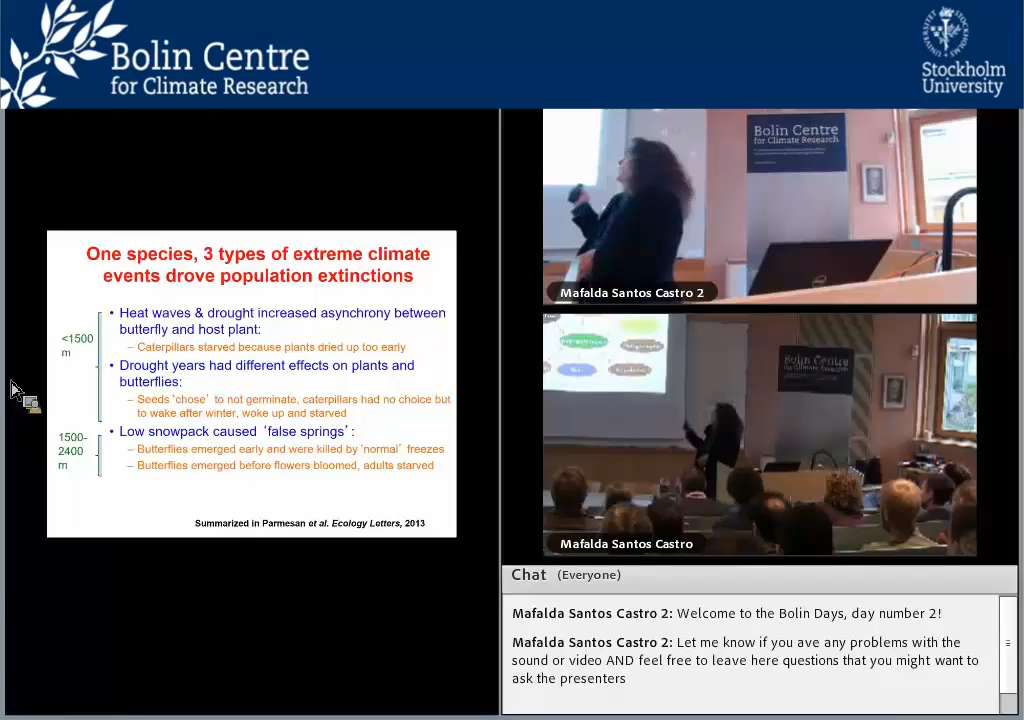 Bolin Centre
for Climate Research
Stockholm
University
One species, 3 types of extreme climate
events drove population extinctions
<1500
m
• Heat waves & drought increased asynchrony between
butterfly and host plant:
– Caterpillars starved because plants dried up too early
• Drought years had different effects on plants and
butterflies:
– Seeds ‘chose’ to not germinate, caterpillars had no choice but
to wake after winter, woke up and starved
1500-
2400
m
• Low snowpack caused ‘false springs’:
– Butterflies emerged early and were killed by ‘normal’ freezes
– Butterflies emerged before flowers bloomed, adults starved
Summarized in Parmesan et al. Ecology Letters, 2013
Bolin Centre
for Climate Research
Mafalda Santos Castro 2
Bolin Centre
for Climate Research
Mafalda Santos Castro
Chat (Everyone)
Mafalda Santos Castro 2: Welcome to the Bolin Days, day number 2!
Mafalda Santos Castro 2: Let me know if you ave any problems with the
sound or video AND feel free to leave here questions that you might want to
ask the presenters